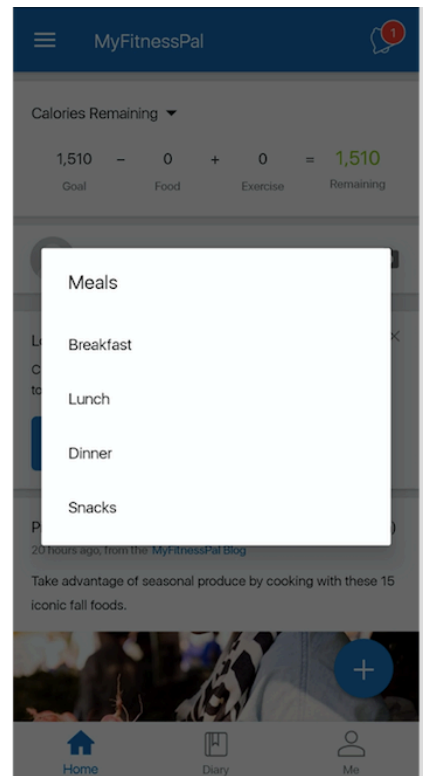 MyFitnessPal
1
Calories Remaining
1,510 - 0 + 0 = 1,510
Goal Food Exercise Remaining
Meals
Breakfast
Lunch
Dinner
Snacks
20 hours ago, from the MyFitnessPal Blog
Take advantage of seasonal produce by cooking with these 15
iconic fall foods.
+
Home Diary Me